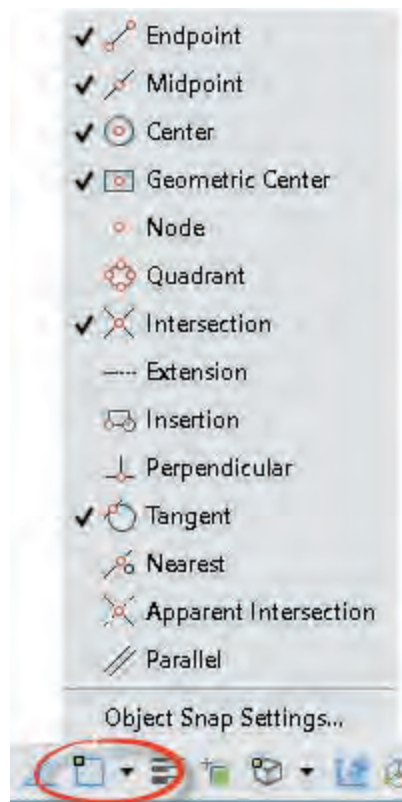 Endpoint
Midpoint
Center
Geometric Center
Node
Quadrant
Intersection
Extension
Insertion
Perpendicular
Tangent
Nearest
Apparent Intersection
Parallel
Object Snap Settings...